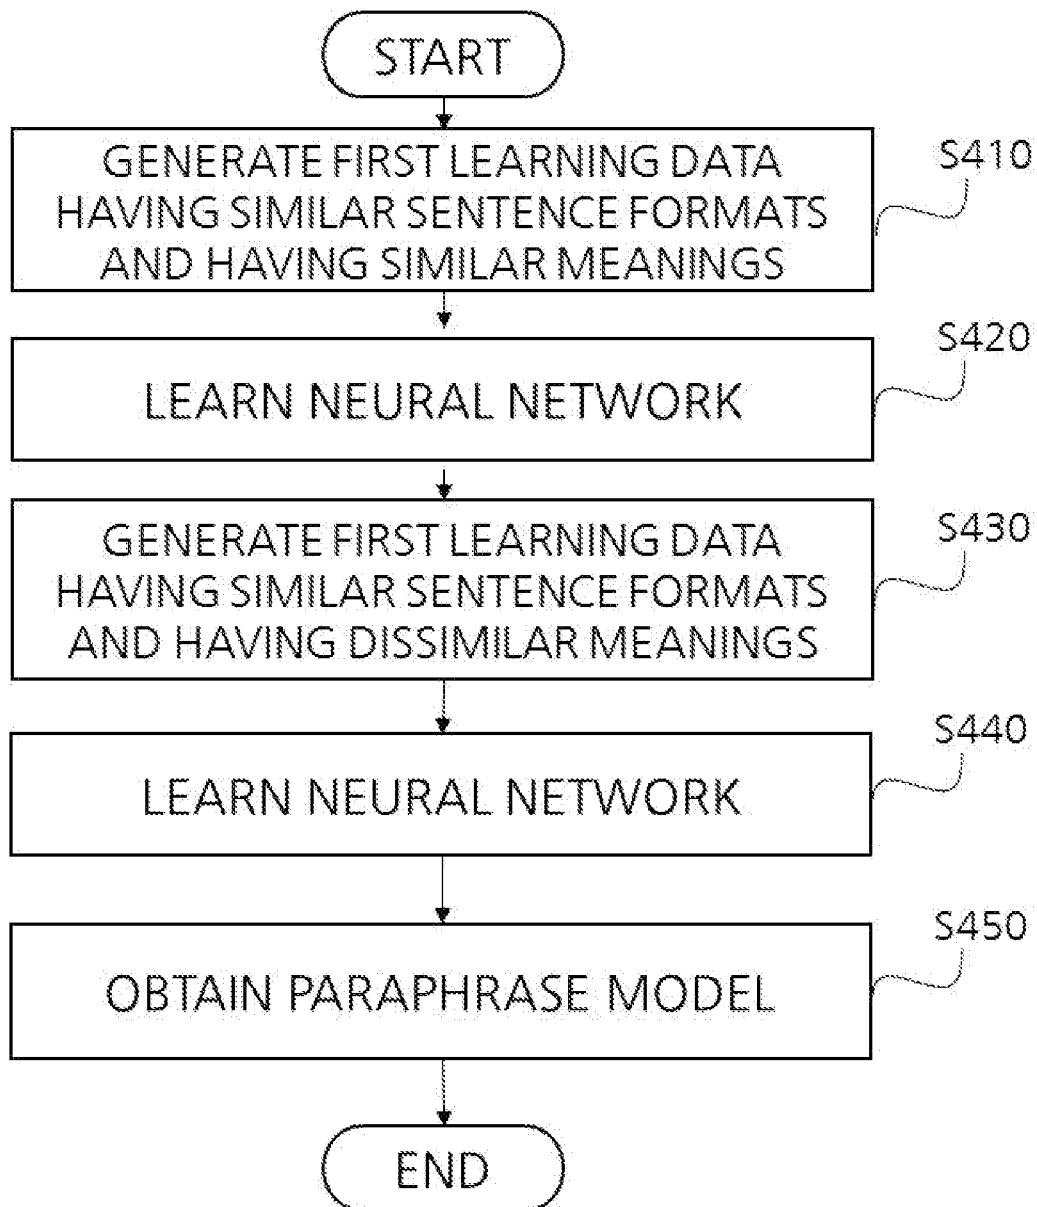 START
GENERATE FIRST LEARNING DATA
HAVING SIMILAR SENTENCE FORMATS
AND HAVING SIMILAR MEANINGS
S410
LEARN NEURAL NETWORK
S420
GENERATE FIRST LEARNING DATA
HAVING SIMILAR SENTENCE FORMATS
AND HAVING DISSIMILAR MEANINGS
S430
LEARN NEURAL NETWORK
S440
OBTAIN PARAPHRASE MODEL
S450
END